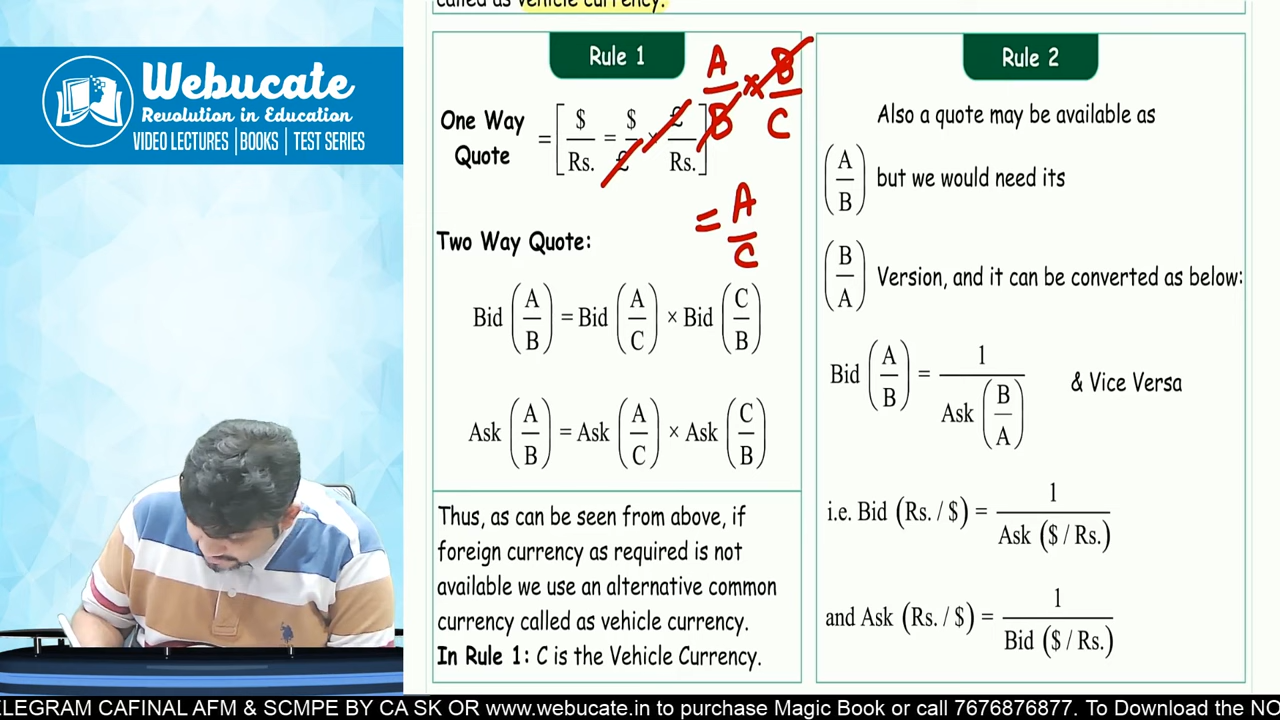 called as vehicle currency.
Webucate
Revolution in Education
VIDEO LECTURES | BOOKS | TEST SERIES
Rule 1
One Way Quote = [ $ / Rs. = $ / £ × £ / Rs. ]
A / B × B / C
= A / C
Two Way Quote:
Bid (A / B) = Bid (A / C) × Bid (C / B)
Ask (A / B) = Ask (A / C) × Ask (C / B)
Thus, as can be seen from above, if
foreign currency as required is not
available we use an alternative common
currency called as vehicle currency.
In Rule 1: C is the Vehicle Currency.
Rule 2
Also a quote may be available as
(A / B) but we would need its
(B / A) Version, and it can be converted as below:
Bid (A / B) = 1 / Ask (B / A) & Vice Versa
i.e. Bid (Rs. / $) = 1 / Ask ($ / Rs.)
and Ask (Rs. / $) = 1 / Bid ($ / Rs.)
ELEGRAM CAFINAL AFM & SCMPE BY CA SK OR www.webucate.in to purchase Magic Book or call 7676876877. To Download the NO